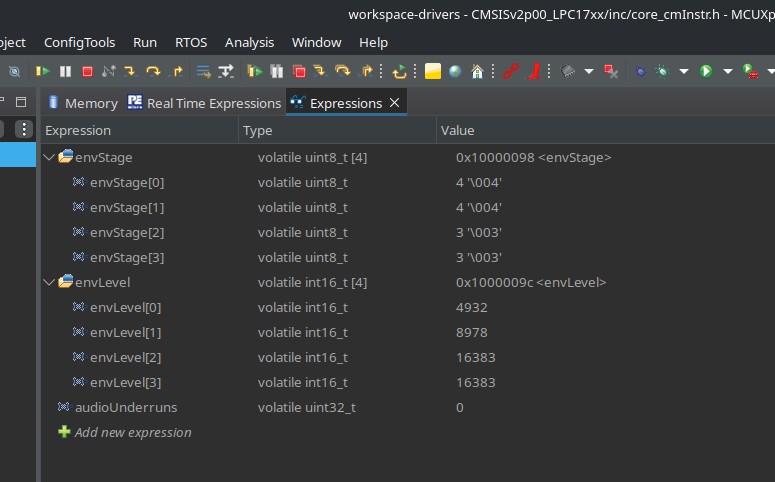 workspace-drivers - CMSISv2p00_LPC17xx/inc/core_cmInstr.h - MCUXp
oject ConfigTools Run RTOS Analysis Window Help
Memory Real Time Expressions Expressions
Expression Type Value
envStage volatile uint8_t [4] 0x10000098 <envStage>
envStage[0] volatile uint8_t 4 '\004'
envStage[1] volatile uint8_t 4 '\004'
envStage[2] volatile uint8_t 3 '\003'
envStage[3] volatile uint8_t 3 '\003'
envLevel volatile int16_t [4] 0x1000009c <envLevel>
envLevel[0] volatile int16_t 4932
envLevel[1] volatile int16_t 8978
envLevel[2] volatile int16_t 16383
envLevel[3] volatile int16_t 16383
audioUnderruns volatile uint32_t 0
Add new expression